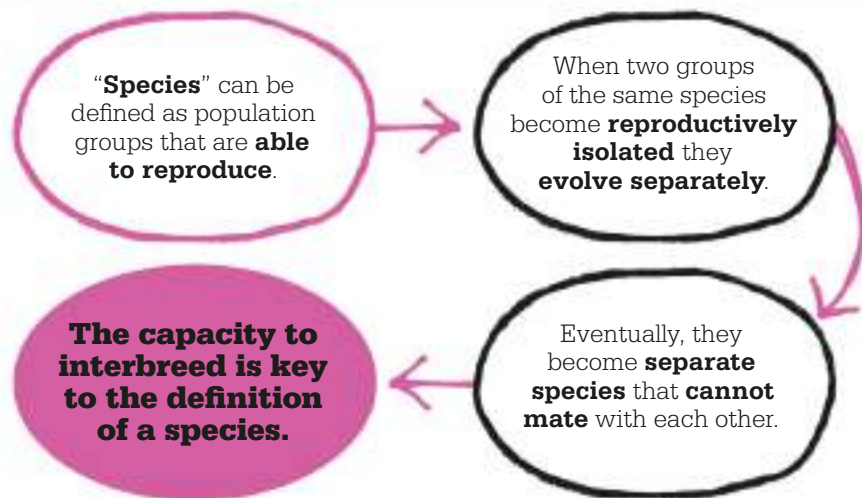 “Species” can be
defined as population
groups that are able
to reproduce.
When two groups
of the same species
become reproductively
isolated they
evolve separately.
Eventually, they
become separate
species that cannot
mate with each other.
The capacity to
interbreed is key
to the definition
of a species.